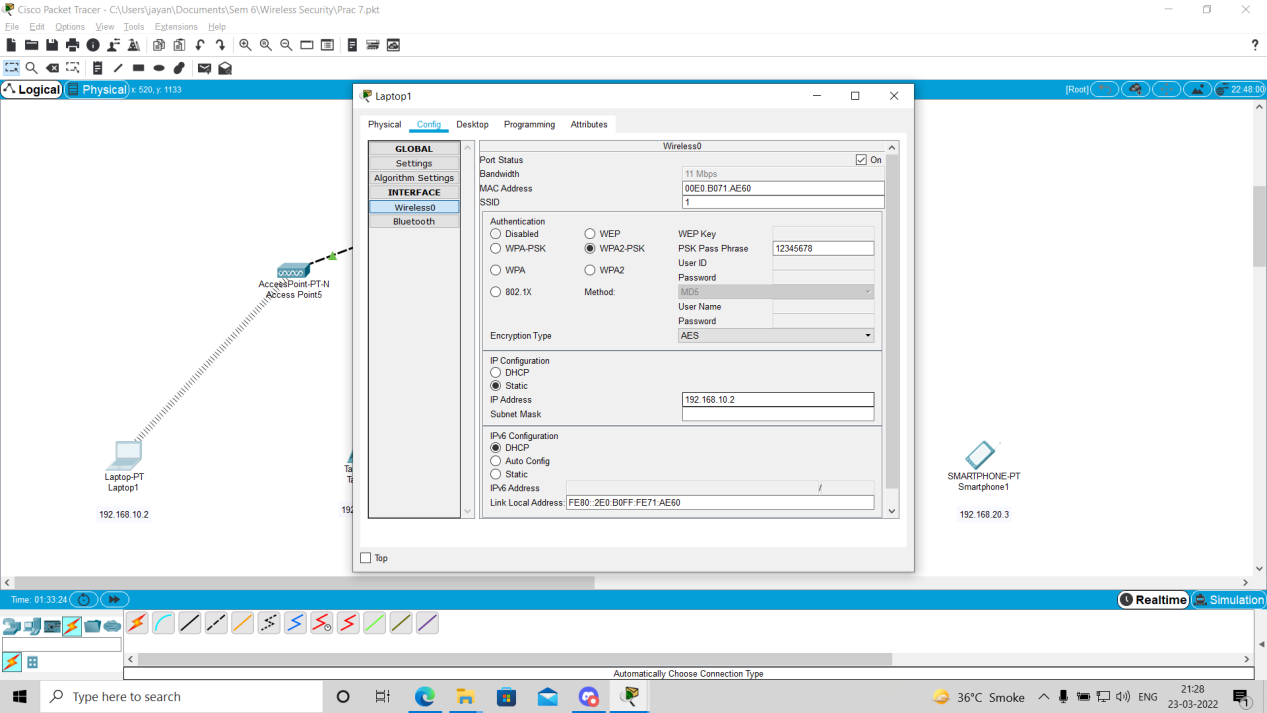 Cisco Packet Tracer - C:\Users\jayan\Documents\Sem 6\Wireless Security\Prac 7.pkt
File Edit Options View Tools Extensions Help
?
Logical Physical x: 520, y: 1133
[Root] 22:48:00
Laptop1
Physical Config Desktop Programming Attributes
GLOBAL
Settings
Algorithm Settings
INTERFACE
Wireless0
Bluetooth
Wireless0
Port Status On
Bandwidth 11 Mbps
MAC Address 00E0.B071.AE60
SSID 1
Authentication
Disabled WEP WEP Key
WPA-PSK WPA2-PSK PSK Pass Phrase 12345678
User ID
WPA WPA2
Password
802.1X Method: MD5
User Name
Password
Encryption Type AES
IP Configuration
DHCP
Static
IP Address 192.168.10.2
Subnet Mask
IPv6 Configuration
DHCP
Auto Config
Static
IPv6 Address /
Link Local Address: FE80::2E0:B0FF:FE71:AE60
Top
AccessPoint-PT-N
Access Point5
Laptop-PT
Laptop1
192.168.10.2
Ta
Ta
192
SMARTPHONE-PT
Smartphone1
192.168.20.3
Time: 01:33:24
Realtime Simulation
Automatically Choose Connection Type
Type here to search
36°C Smoke
ENG
21:28
23-03-2022
1